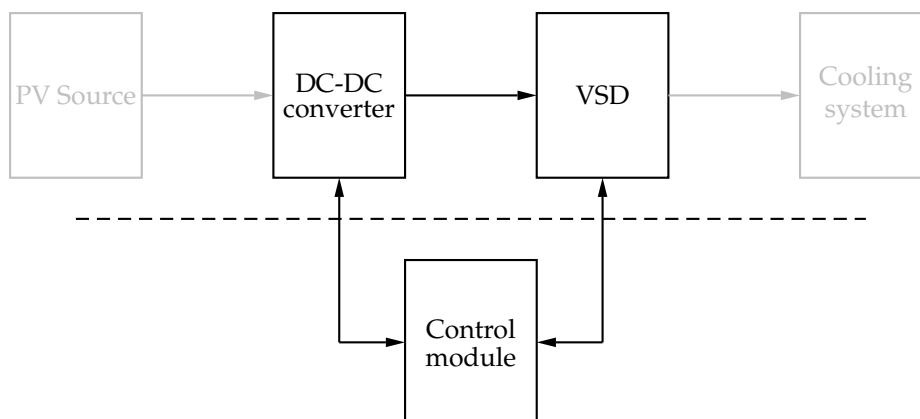 PV Source
DC-DC
converter
VSD
Cooling
system
Control
module